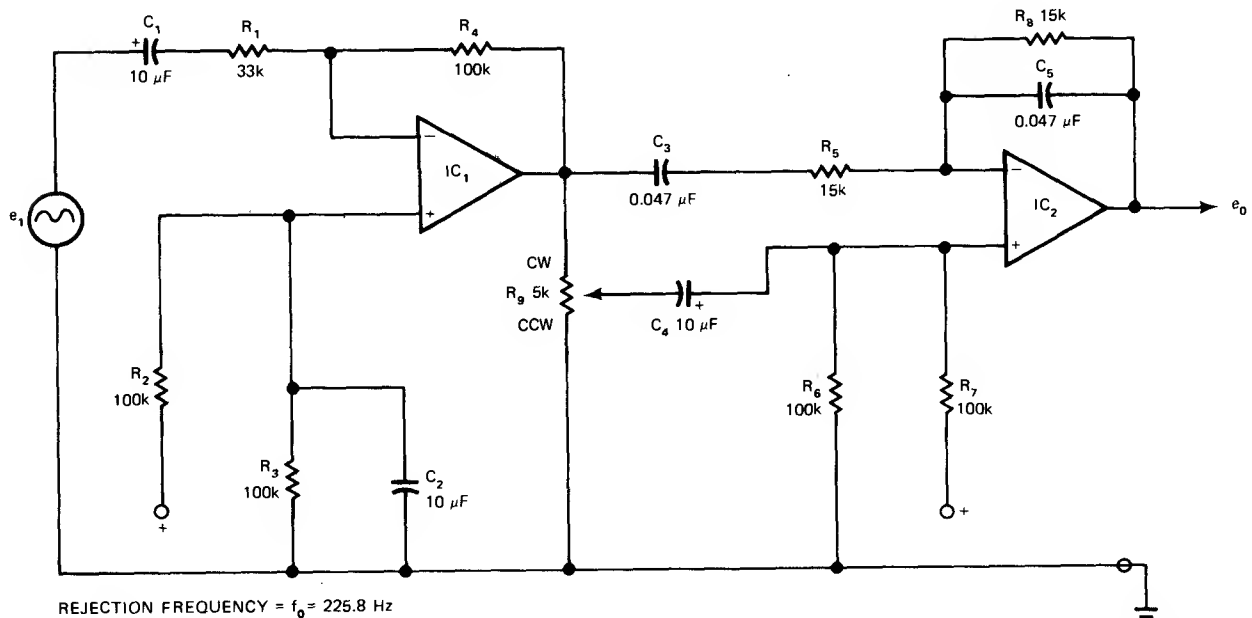 C1
+
10 µF
R1
33k
R4
100k
R8 15k
C5
0.047 µF
e1
−
IC1
+
C3
0.047 µF
R5
15k
−
IC2
+
e0
CW
R9 5k
CCW
C4 10 µF
+
R2
100k
+
R3
100k
C2
10 µF
R6
100k
R7
100k
+
REJECTION FREQUENCY = f0 = 225.8 Hz